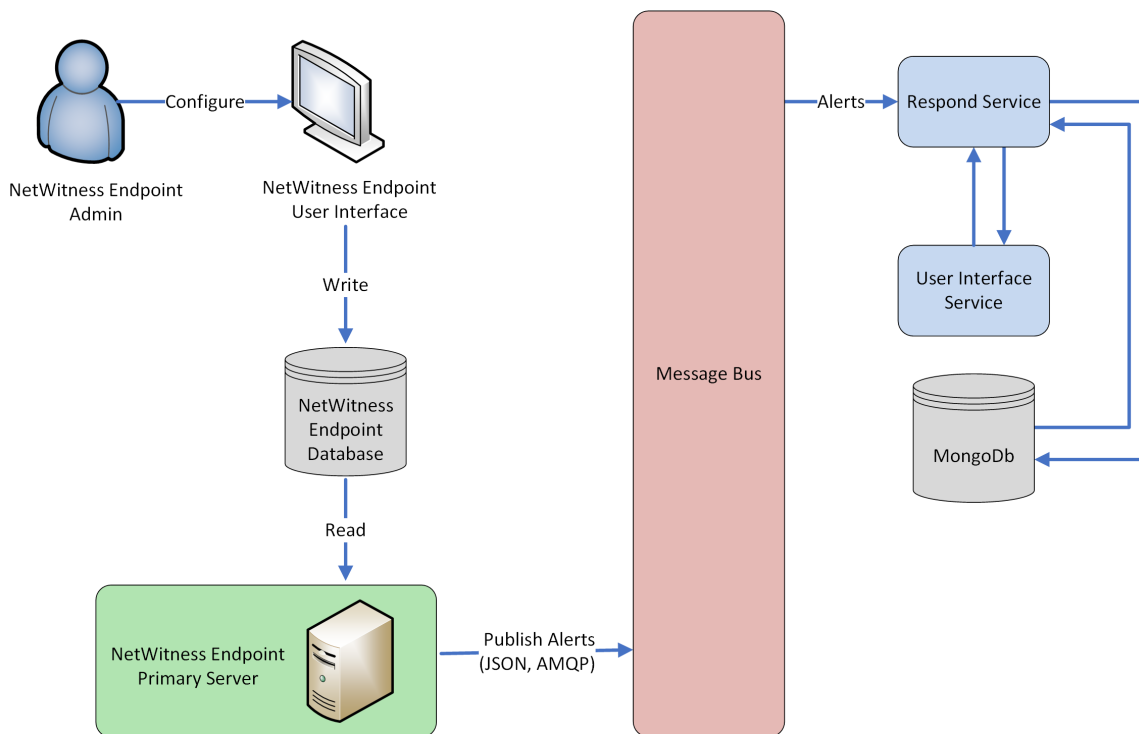 Configure
NetWitness Endpoint
Admin
NetWitness Endpoint
User Interface
Write
NetWitness
Endpoint
Database
Read
NetWitness Endpoint
Primary Server
Publish Alerts
(JSON, AMQP)
Message Bus
Alerts
Respond Service
User Interface
Service
MongoDb